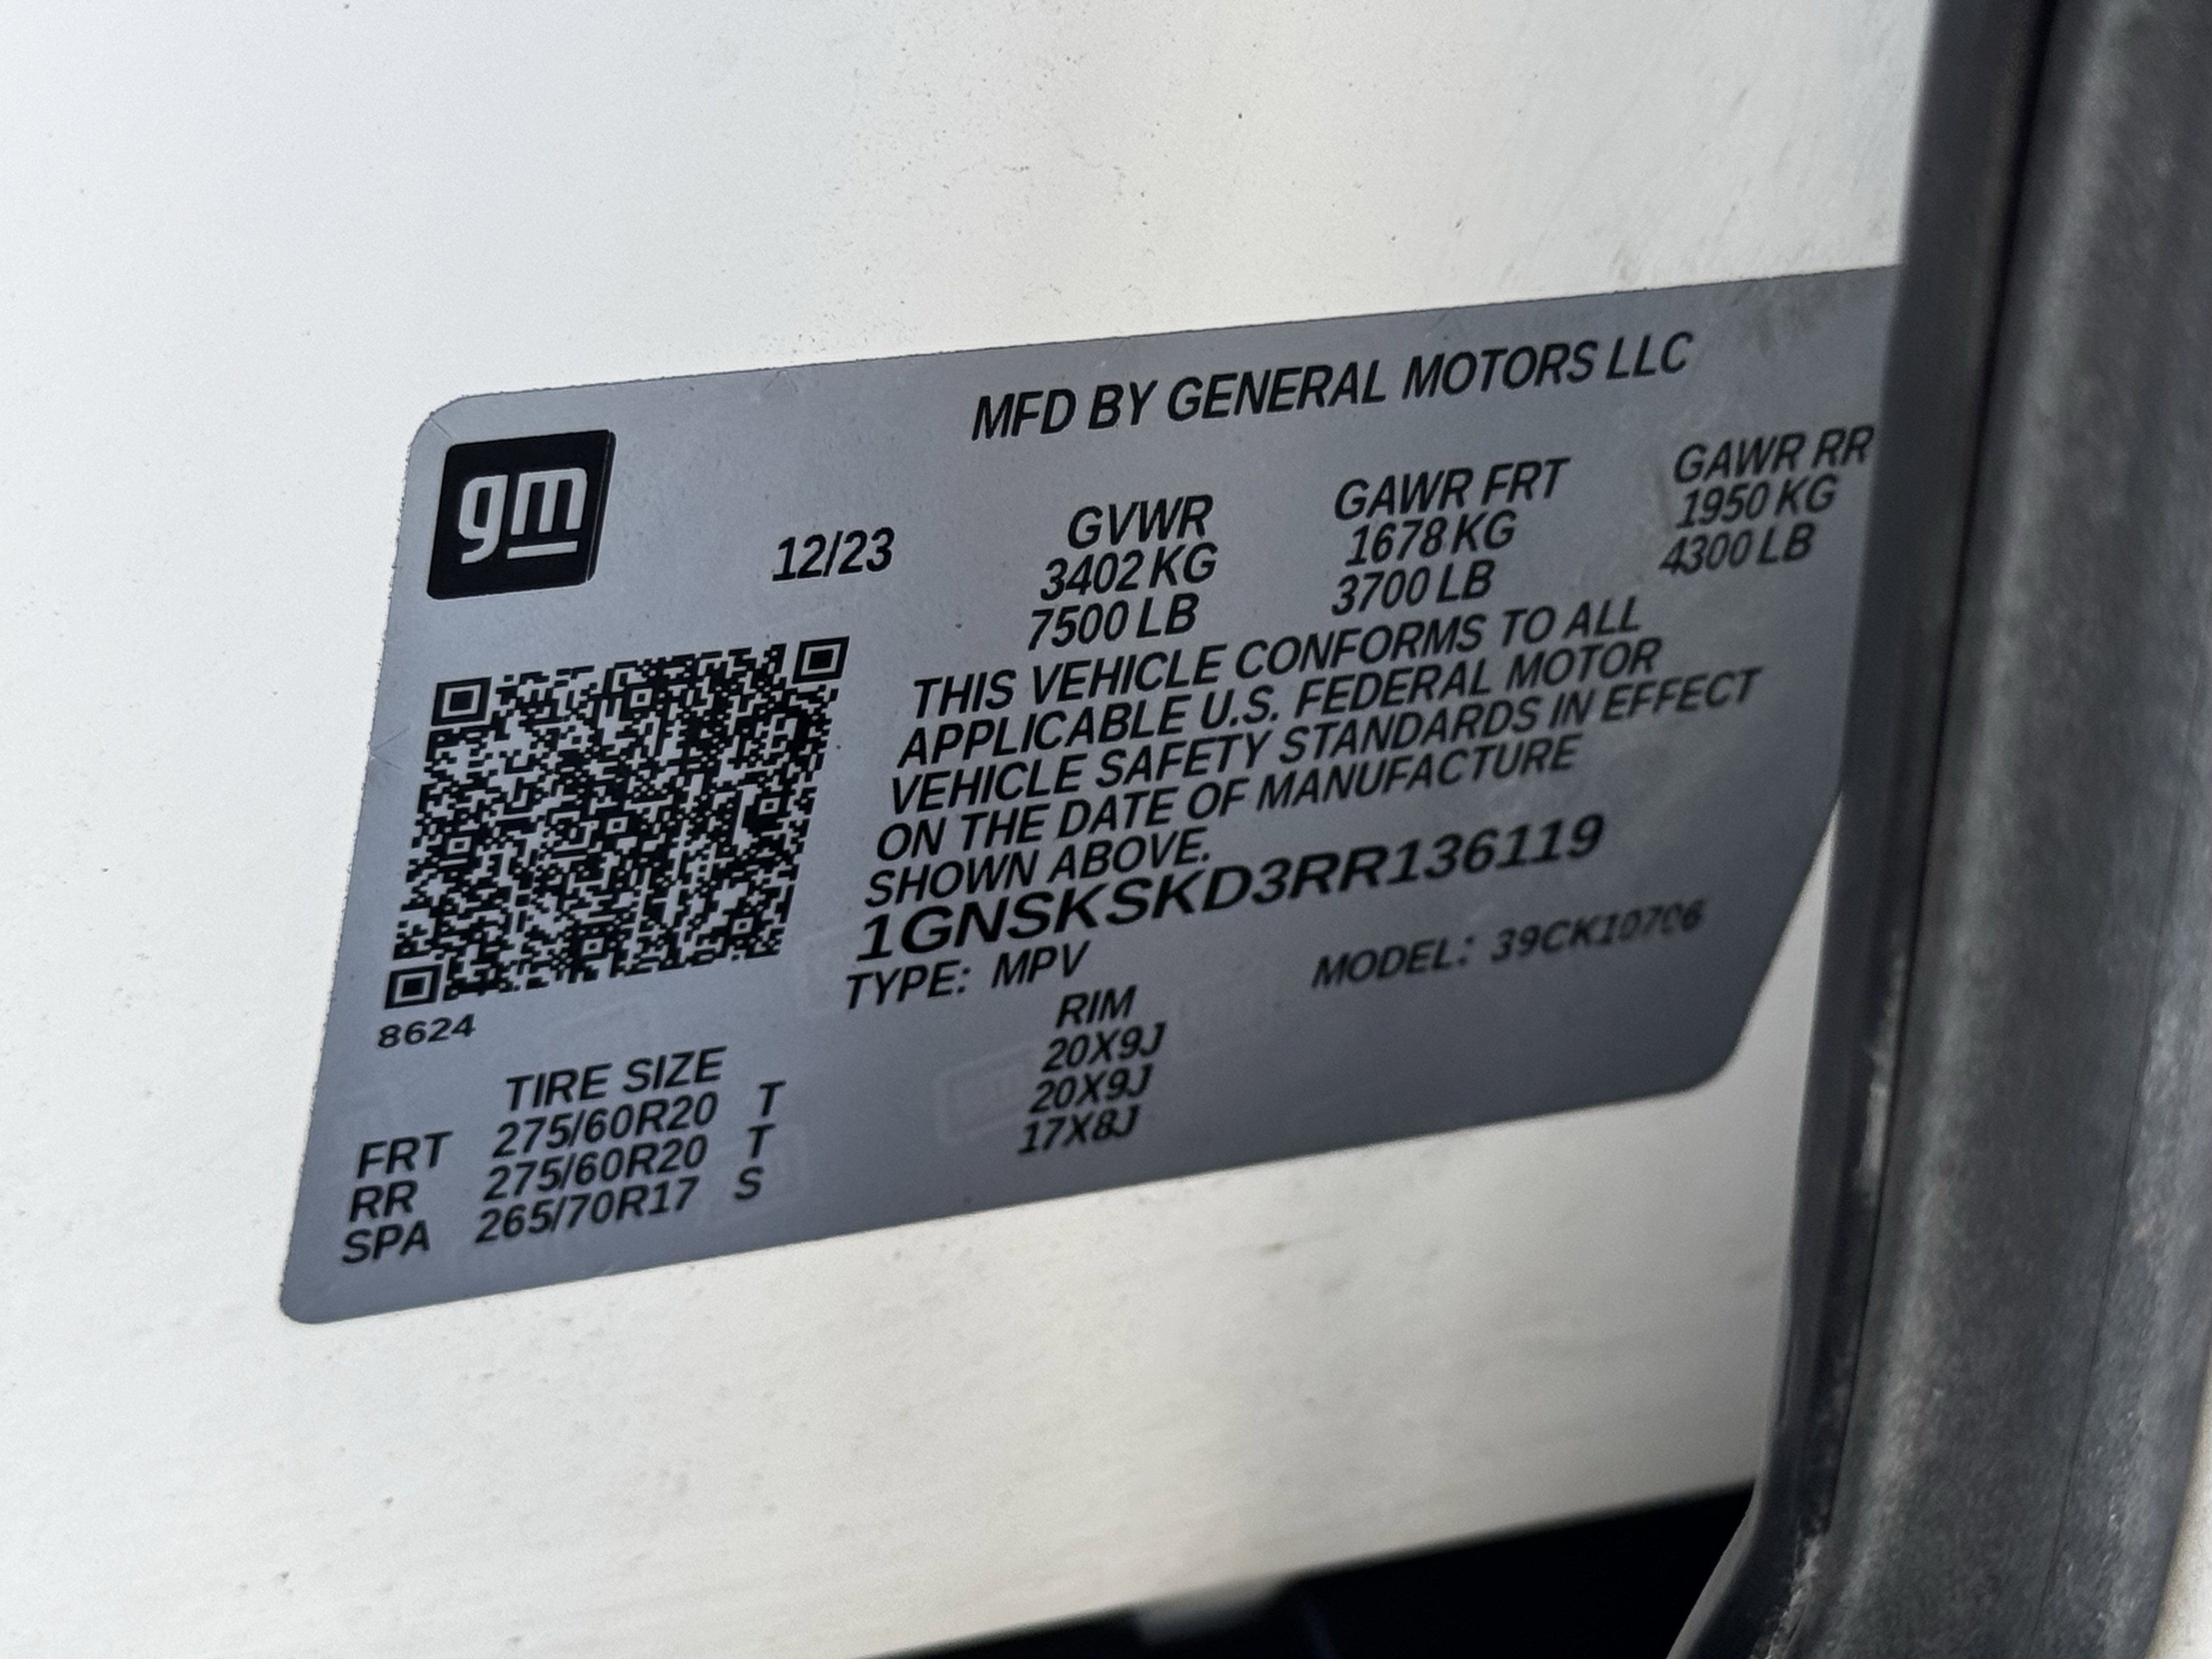 gm
MFD BY GENERAL MOTORS LLC
12/23
GVWR
3402 KG
7500 LB
GAWR FRT
1678 KG
3700 LB
GAWR RR
1950 KG
4300 LB
THIS VEHICLE CONFORMS TO ALL
APPLICABLE U.S. FEDERAL MOTOR
VEHICLE SAFETY STANDARDS IN EFFECT
ON THE DATE OF MANUFACTURE
SHOWN ABOVE.
1GNSKSKD3RR136119
TYPE: MPV MODEL: 39CK10706
8624
TIRE SIZE RIM
FRT 275/60R20 T 20X9J
RR 275/60R20 T 20X9J
SPA 265/70R17 S 17X8J